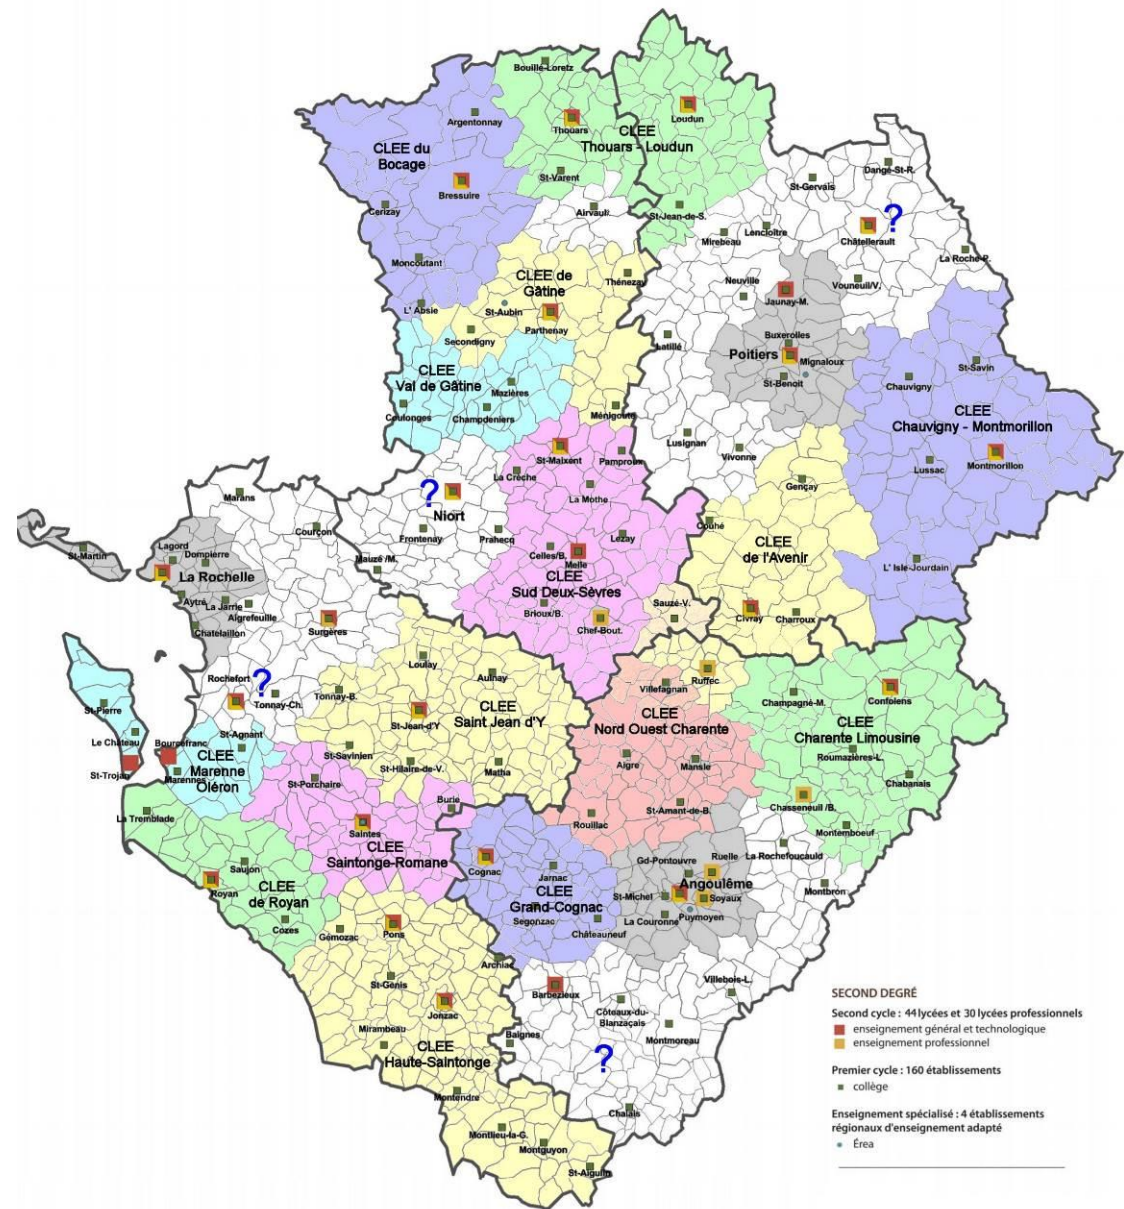 Bouillé-Loretz
Argentonnay
Thouars
Loudun
CLEE
Thouars - Loudun
CLEE du
Bocage
St-Varent
Dangé-St-R.
St-Gervais
Bressuire
Cerizay
Airvault
St-Jean-de-S.
?
Châtellerault
Lencloître
Mirebeau
La Roche-P.
Moncoutant
CLEE de
Gâtine
Thénezay
Neuville
Vouneuil/V.
Jaunay-M.
L' Absie
St-Aubin
Parthenay
Secondigny
Latillé
Buxerolles
Poitiers
Mignaloux
St-Benoit
St-Savin
Chauvigny
CLEE
Val de Gâtine
Mazières
Coulonges
Champdeniers
Ménigoute
CLEE
Chauvigny - Montmorillon
Lusignan
Vivonne
St-Maixent
Pamproux
Lussac
Montmorillon
La Crèche
La Mothe
Gençay
Marans
?
Niort
Courçon
Frontenay
Prahecq
Couhé
St-Martin
Lagord
Dompierre
Mauzé /M.
Celles/B.
Lezay
Melle
CLEE
de l'Avenir
L' Isle-Jourdain
La Rochelle
CLEE
Sud Deux-Sèvres
Aytré
La Jarrie
Aigrefeuille
Chatelaillon
Surgères
Brioux/B.
Chef-Bout.
Sauzé-V.
Civray
Charroux
Loulay
Aulnay
Rochefort
?
Tonnay-Ch.
Tonnay-B.
Villefagnan
Ruffec
Champagné-M.
Confolens
St-Pierre
St-Jean-d'Y
CLEE
Saint Jean d'Y
CLEE
Nord Ouest Charente
CLEE
Charente Limousine
Le Château
St-Agnant
Bourcefranc
St-Trojan
Marennes
CLEE
Marenne
Oléron
St-Savinien
St-Hilaire-de-V.
Matha
Aigre
Mansle
Roumazières-L.
Chabanais
St-Porchaire
Burie
Chasseneuil /B.
St-Amant-de-B.
Rouillac
Montemboeuf
La Tremblade
Saintes
CLEE
Saintonge-Romane
Saujon
Royan
CLEE
de Royan
Cozes
Cognac
Jarnac
CLEE
Grand-Cognac
Segonzac
Châteauneuf
Gd-Pontouvre
Ruelle
Angoulême
St-Michel
Soyaux
La Couronne
Puymoyen
La Rochefoucauld
Montbron
Gémozac
Pons
Archiac
St-Genis
Jonzac
Barbezieux
Villebois-L.
Côteaux-du-
Blanzaçais
Montmoreau
Mirambeau
CLEE
Haute-Saintonge
Baignes
?
Montendre
Chalais
Montlieu-la-G.
Montguyon
St-Aigulin
SECOND DEGRÉ
Second cycle : 44 lycées et 30 lycées professionnels
enseignement général et technologique
enseignement professionnel
Premier cycle : 160 établissements
collège
Enseignement spécialisé : 4 établissements
régionaux d'enseignement adapté
Érea